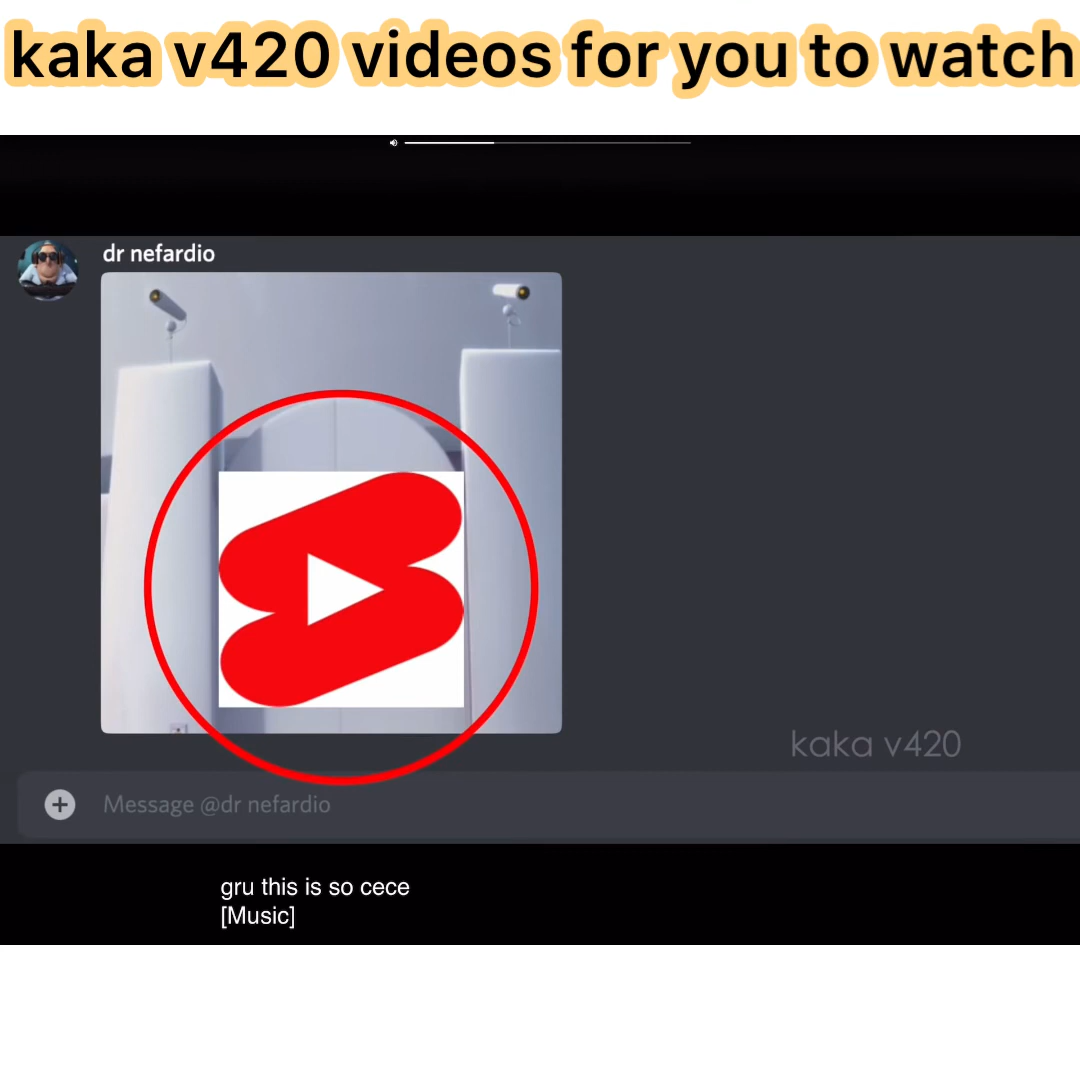 kaka v420 videos for you to watch
dr nefardio
kaka v420
Message @dr nefardio
gru this is so cece
[Music]